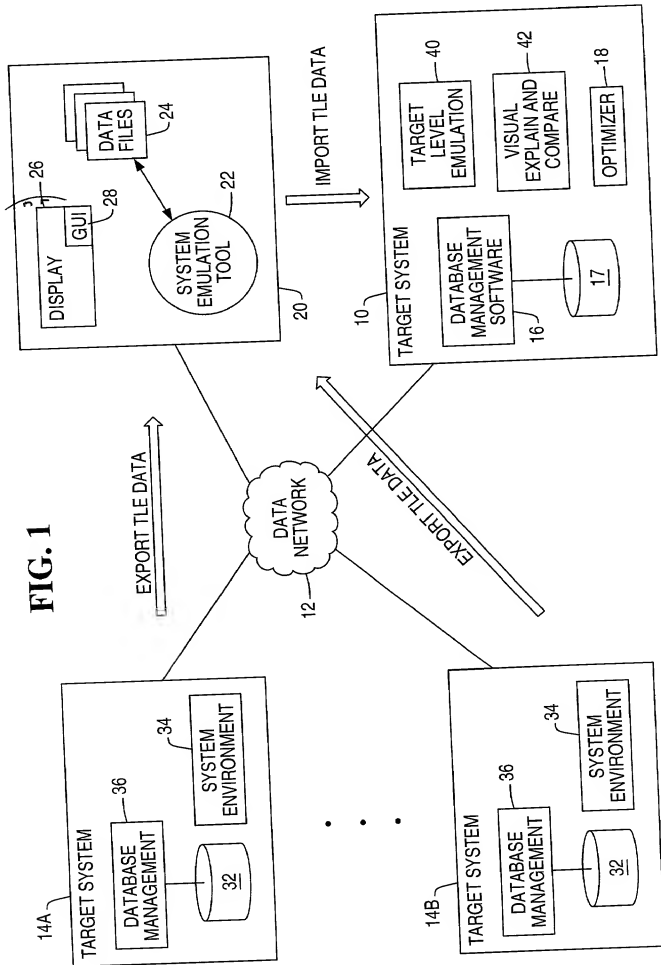 FIG. 1
14A
TARGET SYSTEM
36
DATABASE
MANAGEMENT
32
34
SYSTEM
ENVIRONMENT
14B
TARGET SYSTEM
36
DATABASE
MANAGEMENT
32
34
SYSTEM
ENVIRONMENT
EXPORT TLE DATA
DATA
NETWORK
12
EXPORT TLE DATA
DISPLAY
26
GUI
28
DATA
FILES
24
SYSTEM
EMULATION
TOOL
22
20
IMPORT TLE DATA
10
TARGET SYSTEM
DATABASE
MANAGEMENT
SOFTWARE
16
17
TARGET
LEVEL
EMULATION
40
VISUAL
EXPLAIN AND
COMPARE
42
OPTIMIZER
18